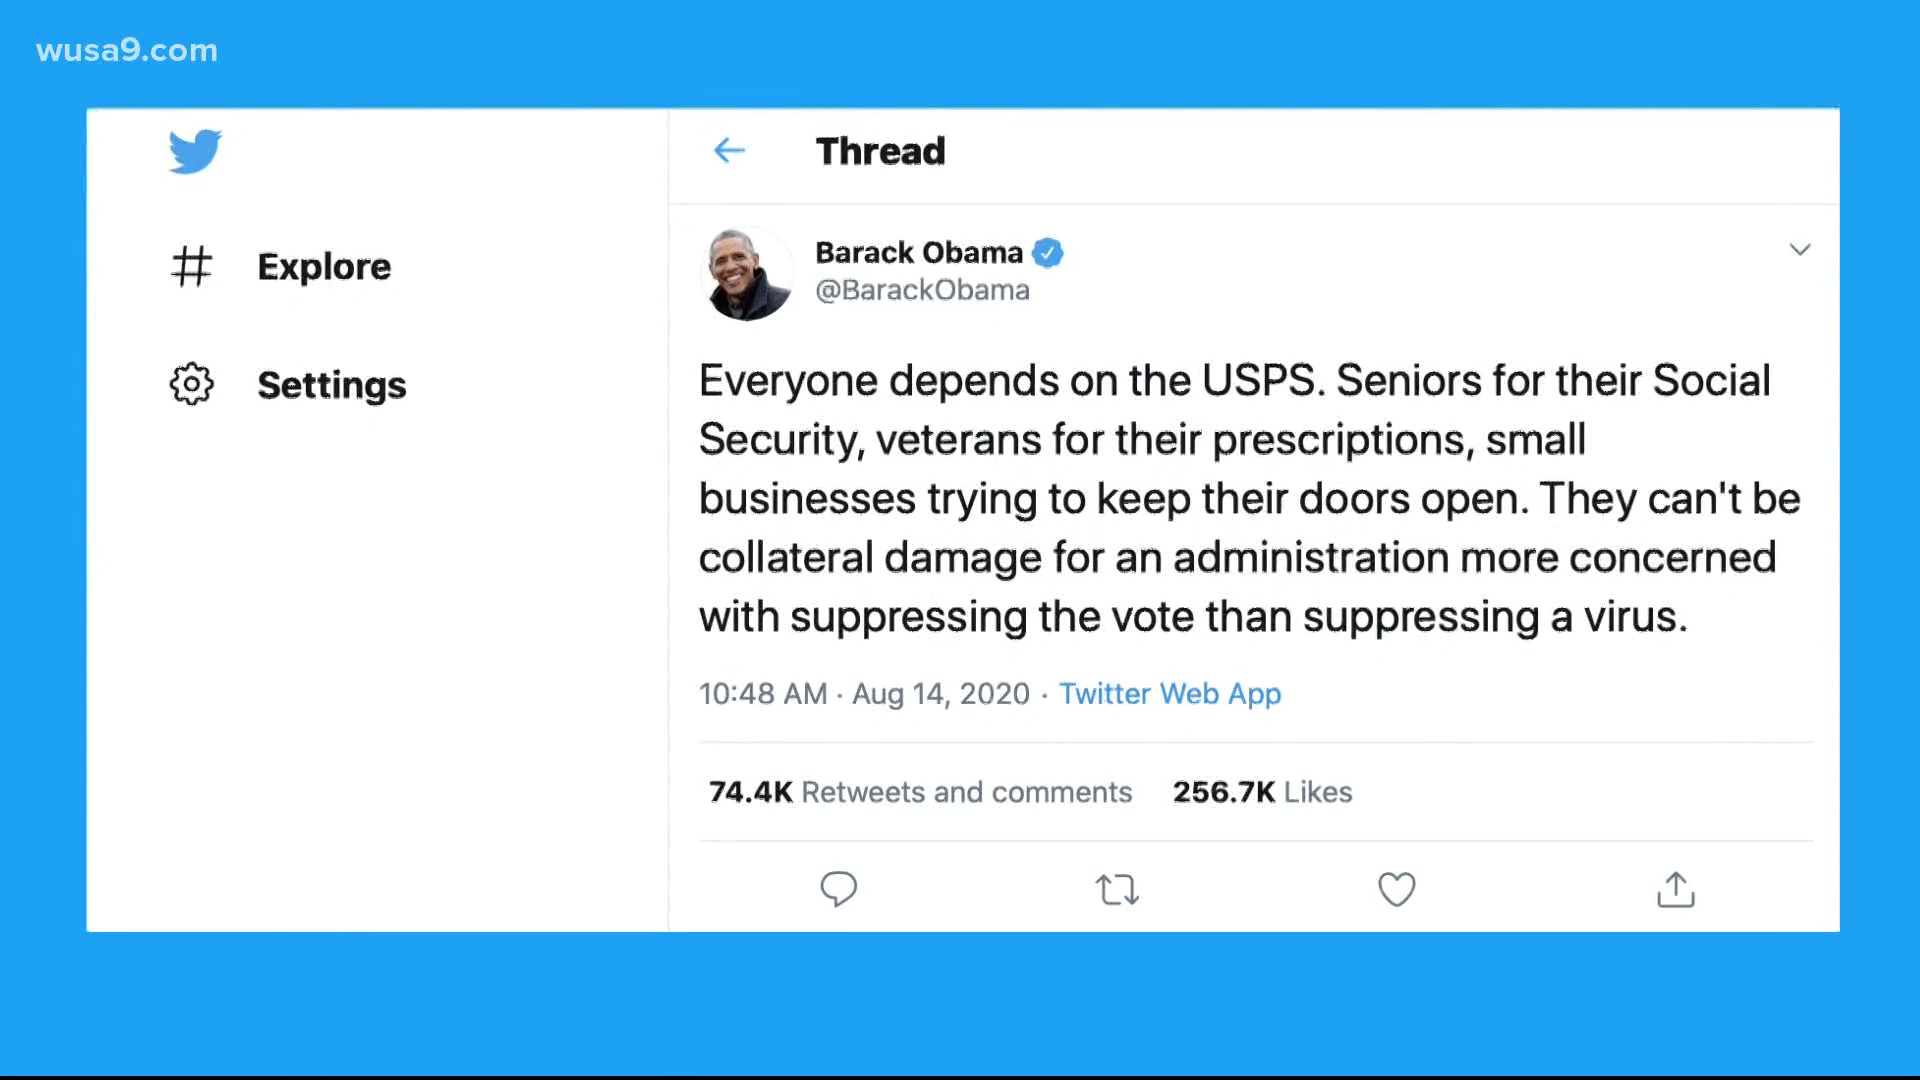 wusa9.com
Thread
Explore
Settings
Barack Obama
@BarackObama
Everyone depends on the USPS. Seniors for their Social
Security, veterans for their prescriptions, small
businesses trying to keep their doors open. They can't be
collateral damage for an administration more concerned
with suppressing the vote than suppressing a virus.
10:48 AM · Aug 14, 2020 · Twitter Web App
74.4K Retweets and comments 256.7K Likes